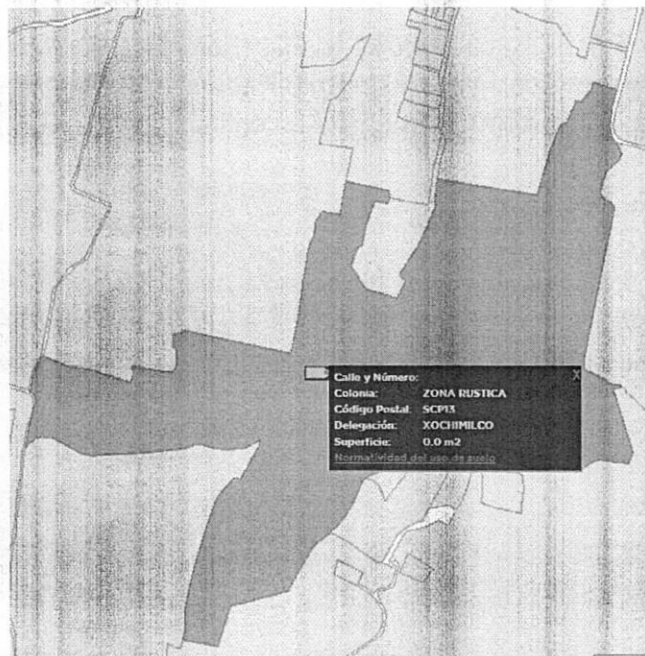 X
Calle y Número:
Colonia: ZONA RUSTICA
Código Postal: SCP13
Delegación: XOCHIMILCO
Superficie: 0.0 m2
Normatividad del uso de suelo